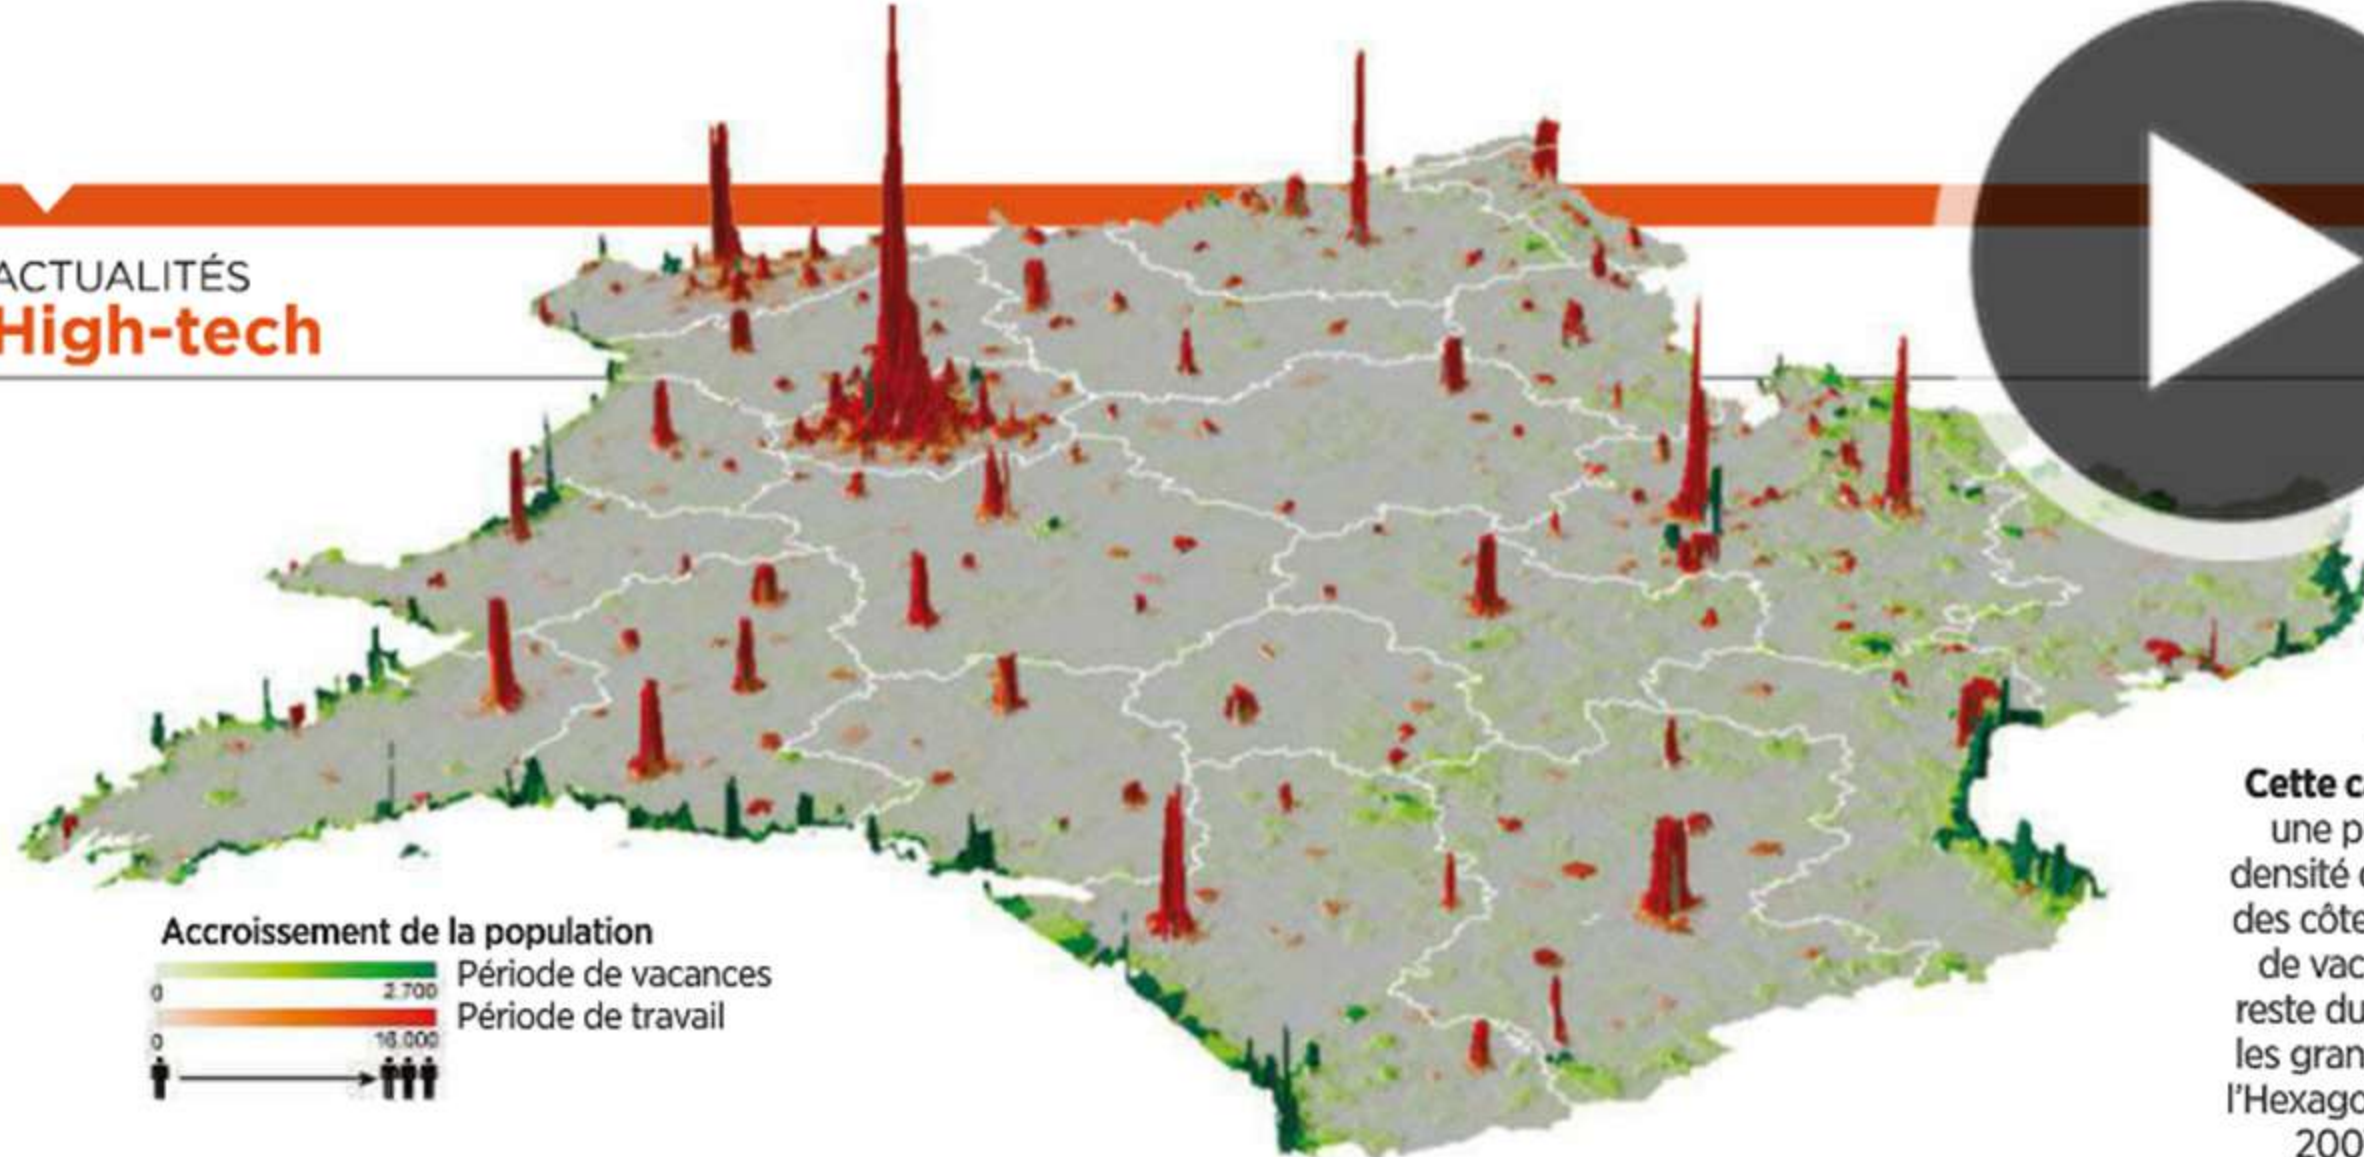 ACTUALITÉS
High-tech
Accroissement de la population
0 2.700
Période de vacances
0 16.000
Période de travail
Cette c
une p
densité
des côte
de vac
reste du
les gran
l'Hexago
200